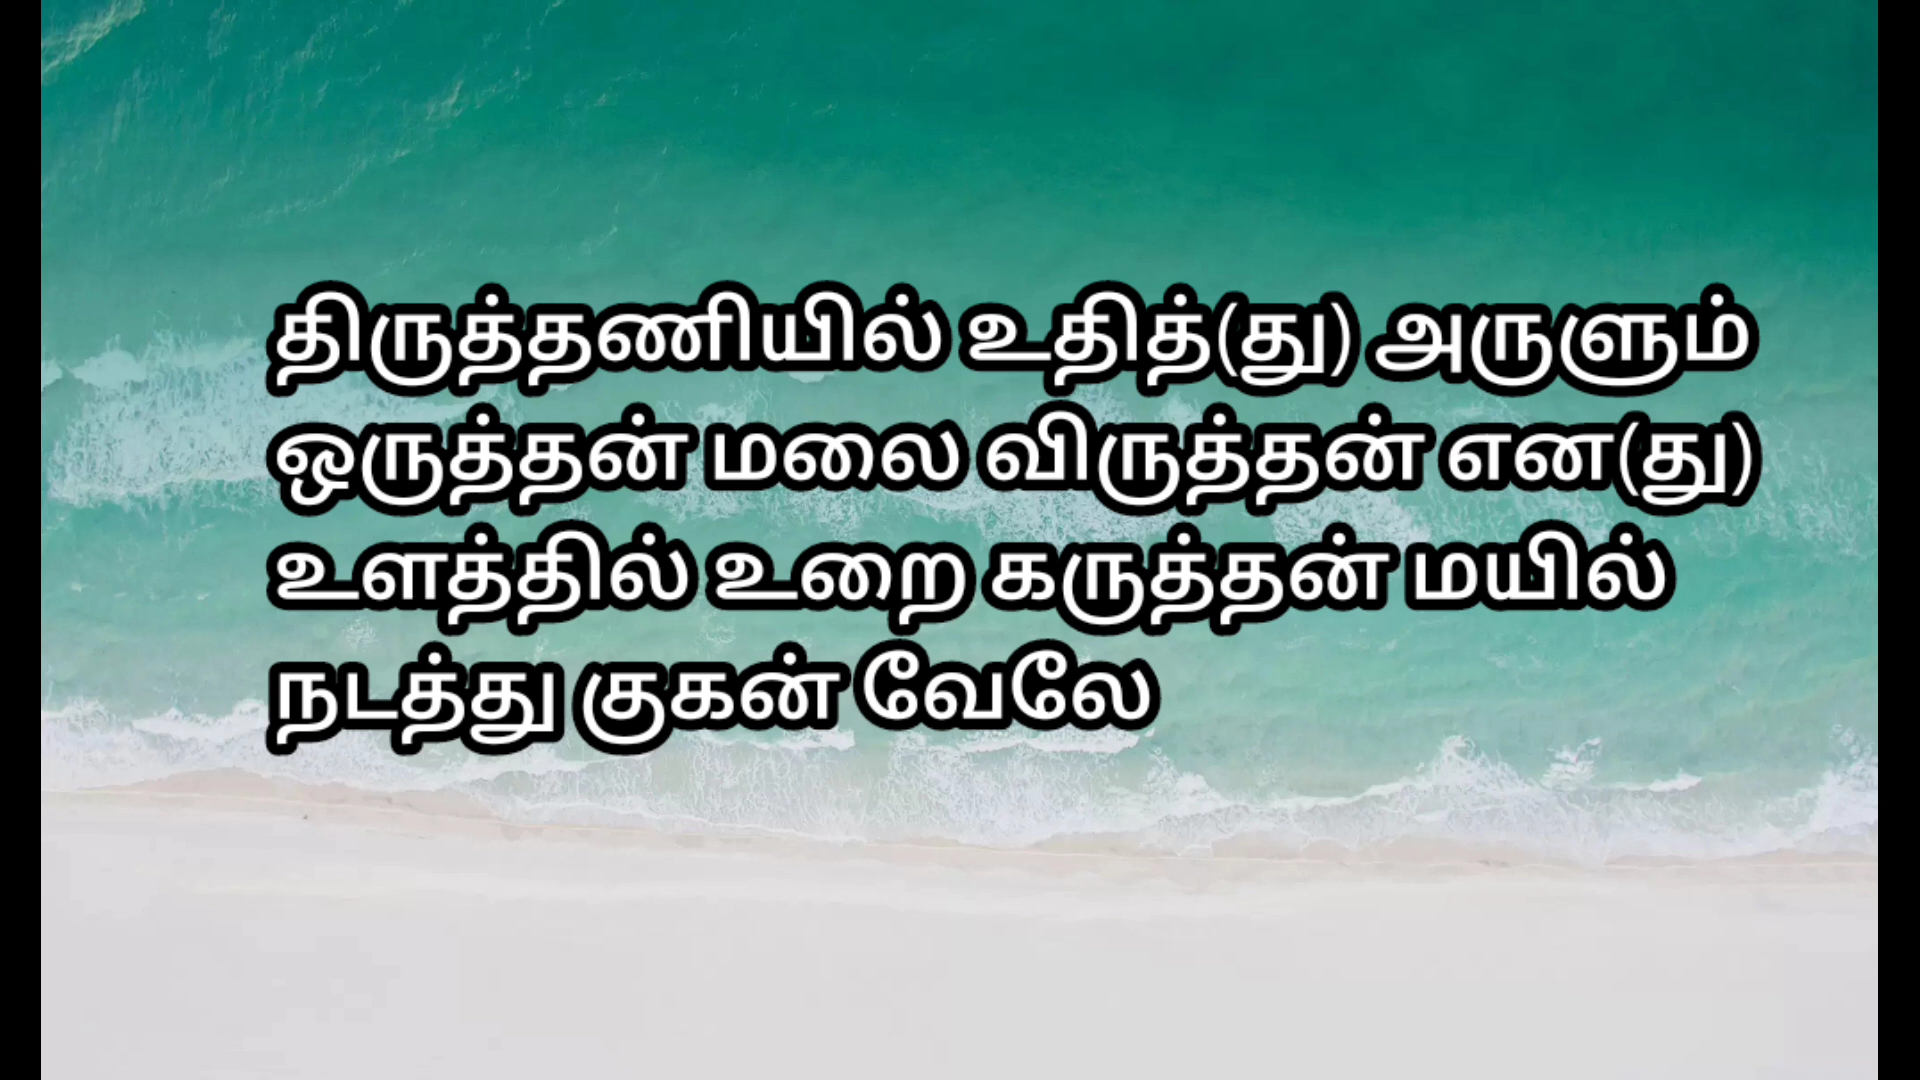 திருத்தணியில் உதித்(து) அருளும்
ஒருத்தன் மலை விருத்தன் என(து)
உளத்தில் உறை கருத்தன் மயில்
நடத்து குகன் வேலே